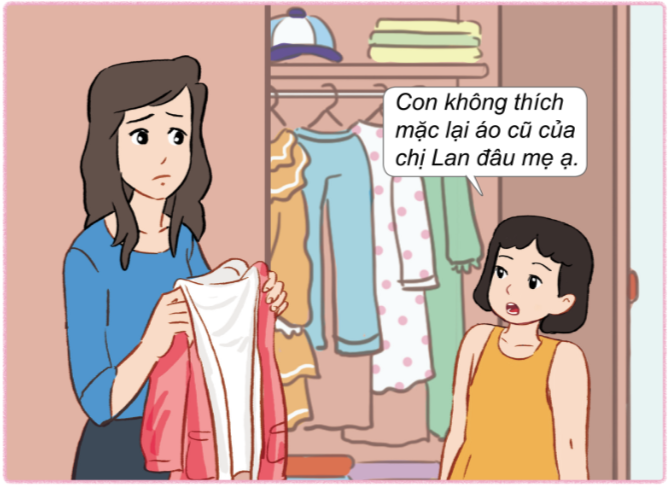 Con không thích
mặc lại áo cũ của
chị Lan đâu mẹ ạ.